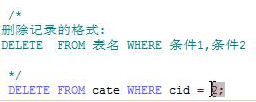 /*
删除记录的格式:
DELETE  FROM 表名 WHERE 条件1,条件2
*/
DELETE FROM cate WHERE cid = 2;